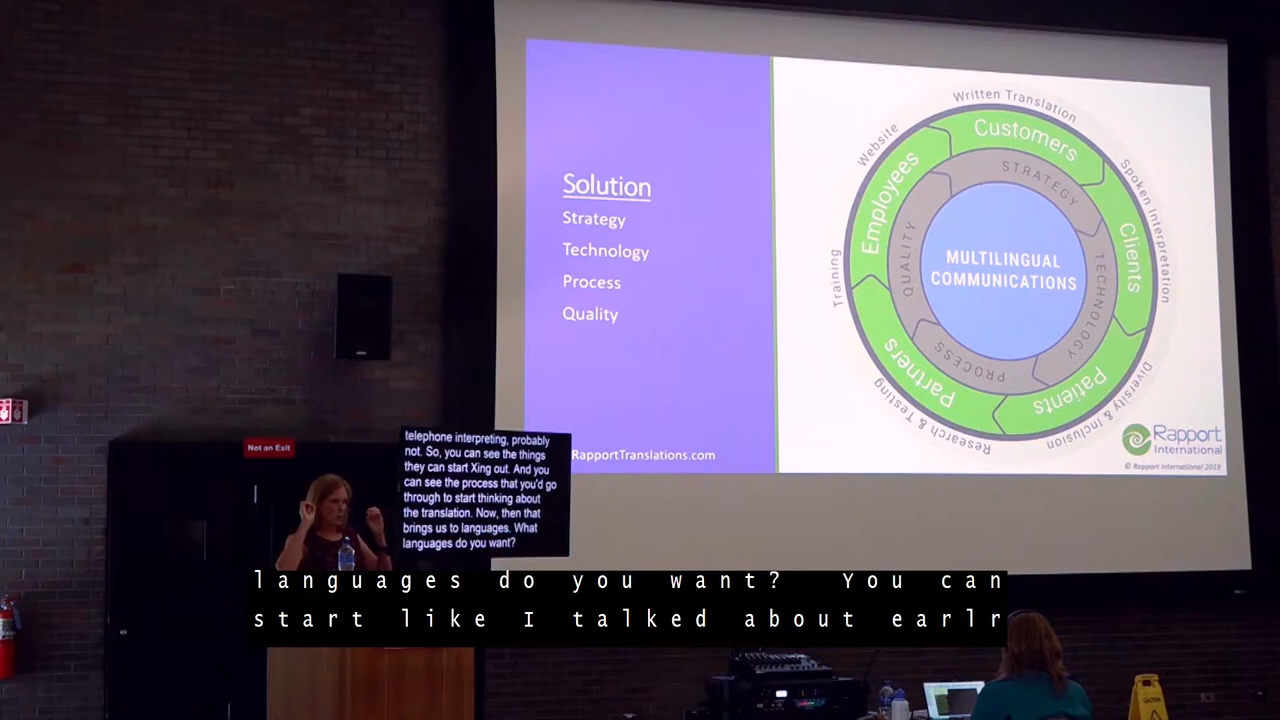 Solution
Strategy
Technology
Process
Quality
RapportTranslations.com
Written Translation
Spoken Interpretation
Diversity & Inclusion
Research & Testing
Training
Website
Customers
Clients
Patients
Partners
Employees
STRATEGY
TECHNOLOGY
PROCESS
QUALITY
MULTILINGUAL
COMMUNICATIONS
Rapport
International
© Rapport International 2019
Not an Exit
telephone interpreting, probably
not. So, you can see the things
they can start Xing out. And you
can see the process that you'd go
through to start thinking about
the translation. Now, then that
brings us to languages. What
languages do you want?
languages do you want? You can
start like I talked about earlr
CAUTION